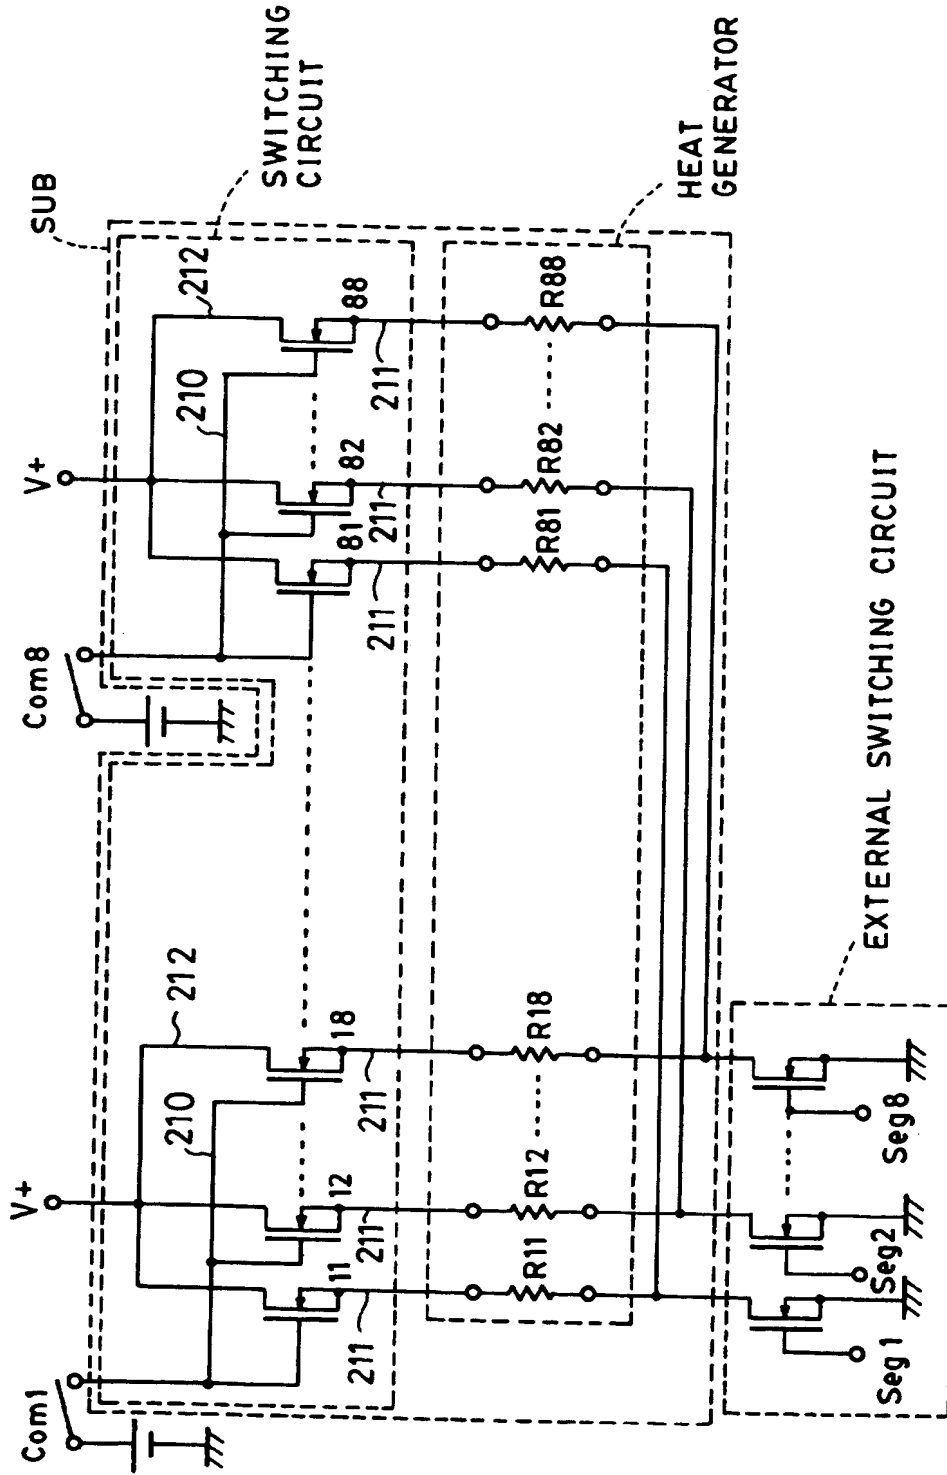 SUB
SWITCHING
CIRCUIT
HEAT
GENERATOR
V+
V+
Com1
Com8
212
212
210
210
11
12
18
81
82
88
211
211
211
211
211
211
R11
R12
R18
R81
R82
R88
EXTERNAL SWITCHING CIRCUIT
Seg1
Seg2
Seg8